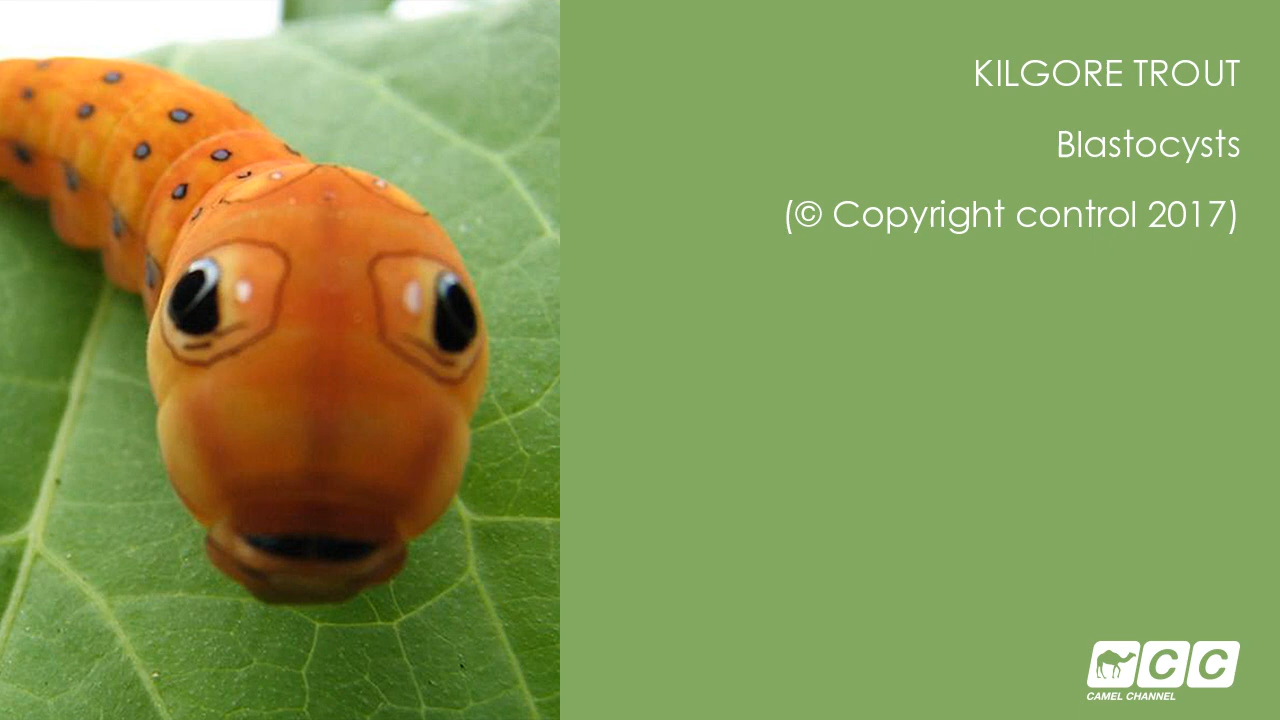 KILGORE TROUT
Blastocysts
(© Copyright control 2017)
CC
CAMEL CHANNEL